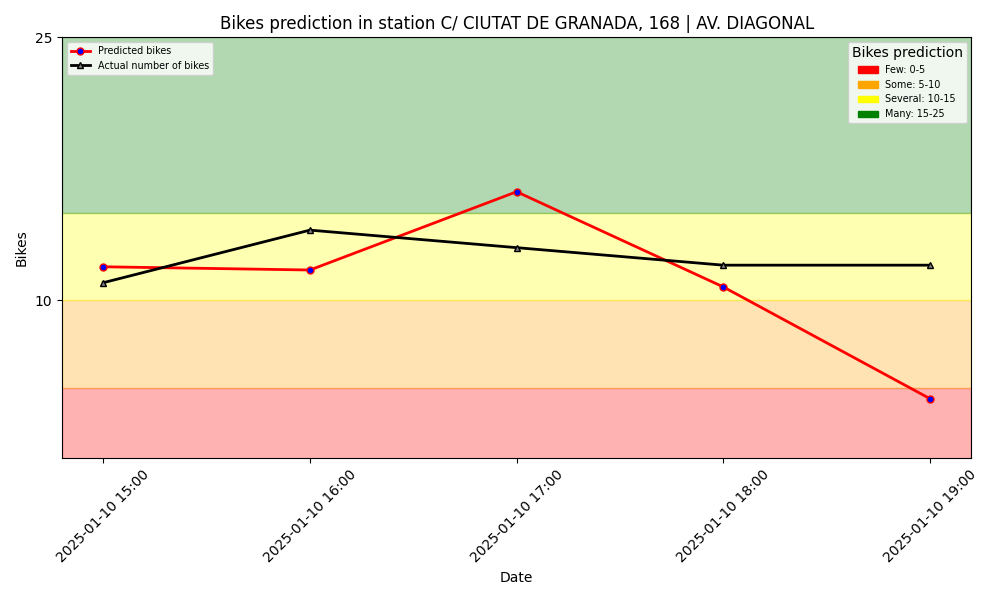 Bikes prediction in station C/ CIUTAT DE GRANADA, 168 | AV. DIAGONAL
25
Predicted bikes
Actual number of bikes
Bikes prediction
Few: 0-5
Some: 5-10
Several: 10-15
Many: 15-25
Bikes
10
2025-01-10 15:00
2025-01-10 16:00
2025-01-10 17:00
2025-01-10 18:00
2025-01-10 19:00
Date